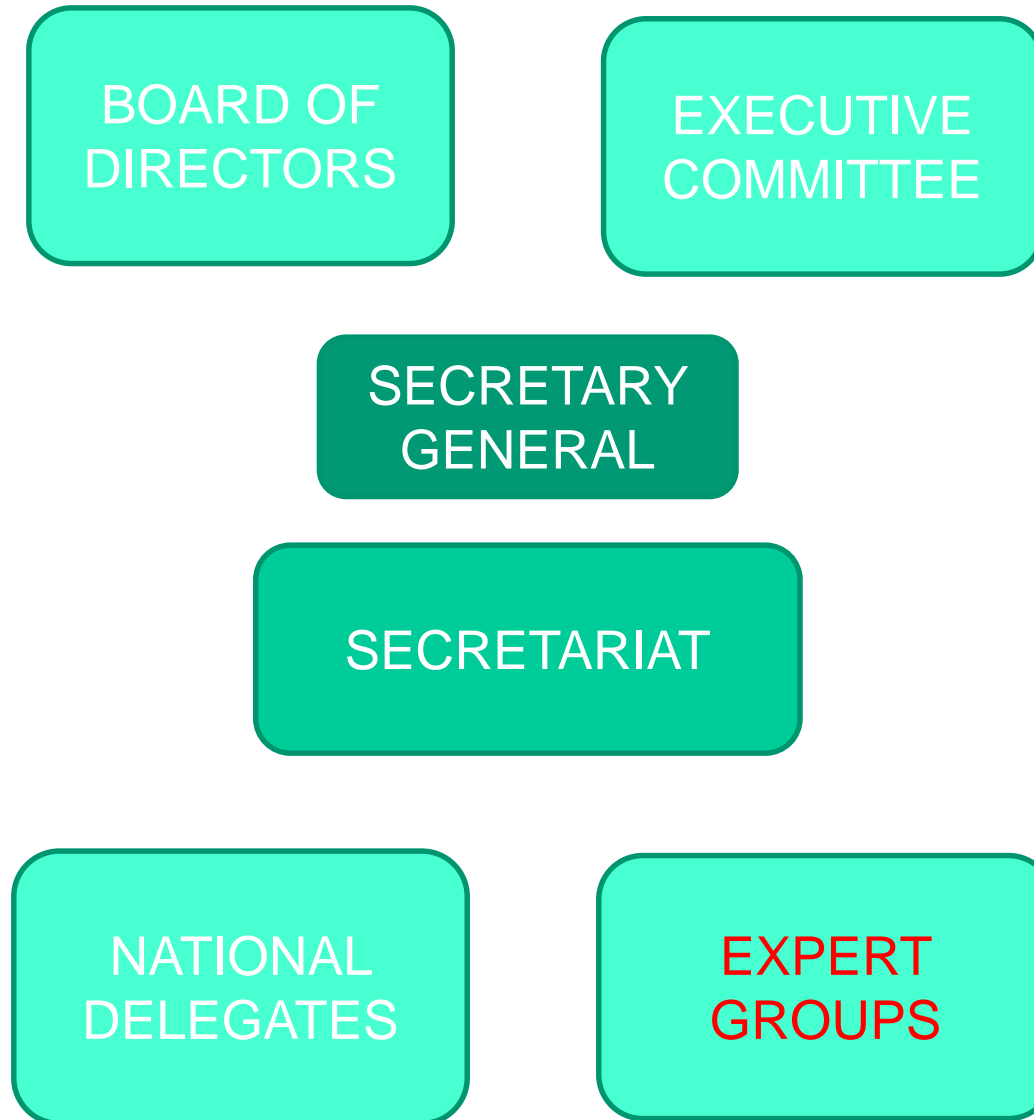 BOARD OF
DIRECTORS
EXECUTIVE
COMMITTEE
SECRETARY
GENERAL
SECRETARIAT
NATIONAL
DELEGATES
EXPERT
GROUPS